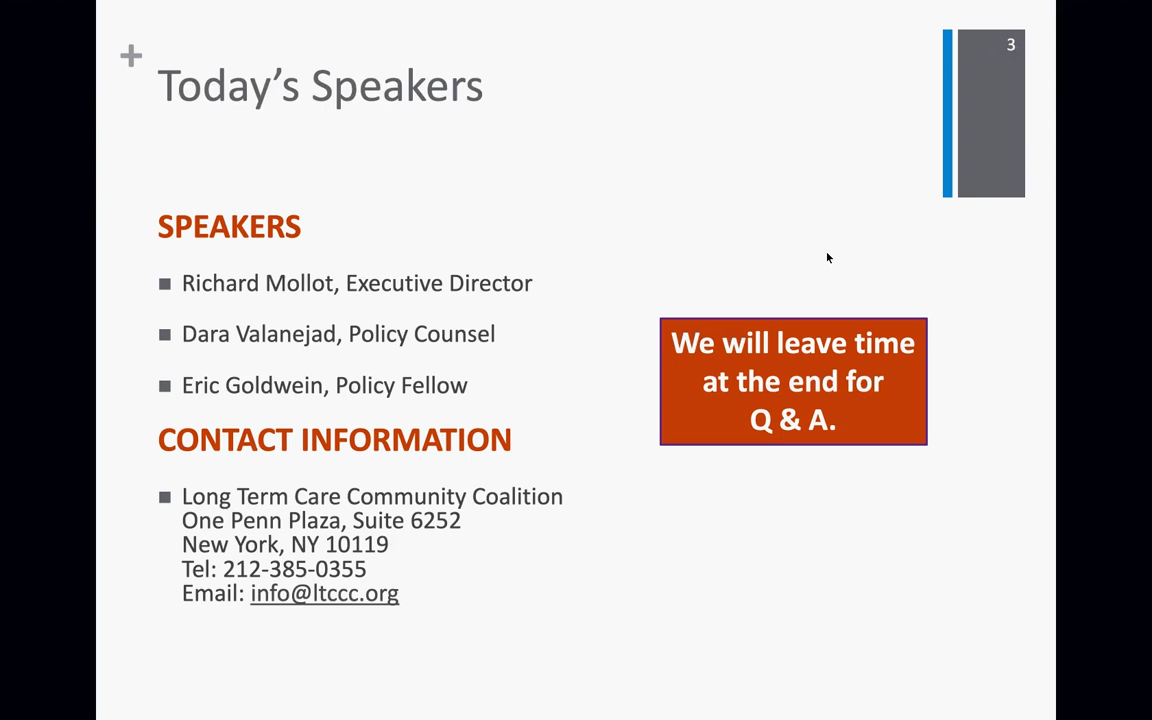 +
3
Today's Speakers
SPEAKERS
Richard Mollot, Executive Director
Dara Valanejad, Policy Counsel
Eric Goldwein, Policy Fellow
We will leave time
at the end for
Q & A.
CONTACT INFORMATION
Long Term Care Community Coalition
One Penn Plaza, Suite 6252
New York, NY 10119
Tel: 212-385-0355
Email: info@ltccc.org